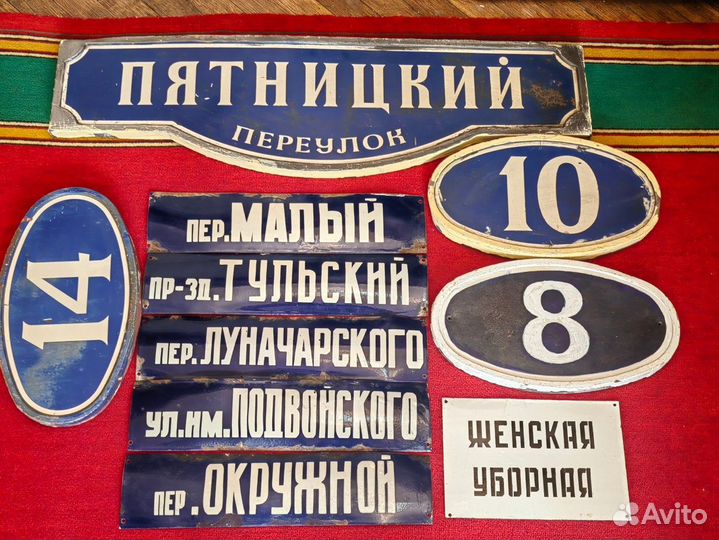 ПЯТНИЦКИЙ
ПЕРЕУЛОК
10
14
8
пер.МАЛЫЙ
пр-зд.ТУЛЬСКИЙ
пер.ЛУНАЧАРСКОГО
ул.им.ПОДВОЙСКОГО
пер.ОКРУЖНОЙ
ЖЕНСКАЯ
УБОРНАЯ
Avito